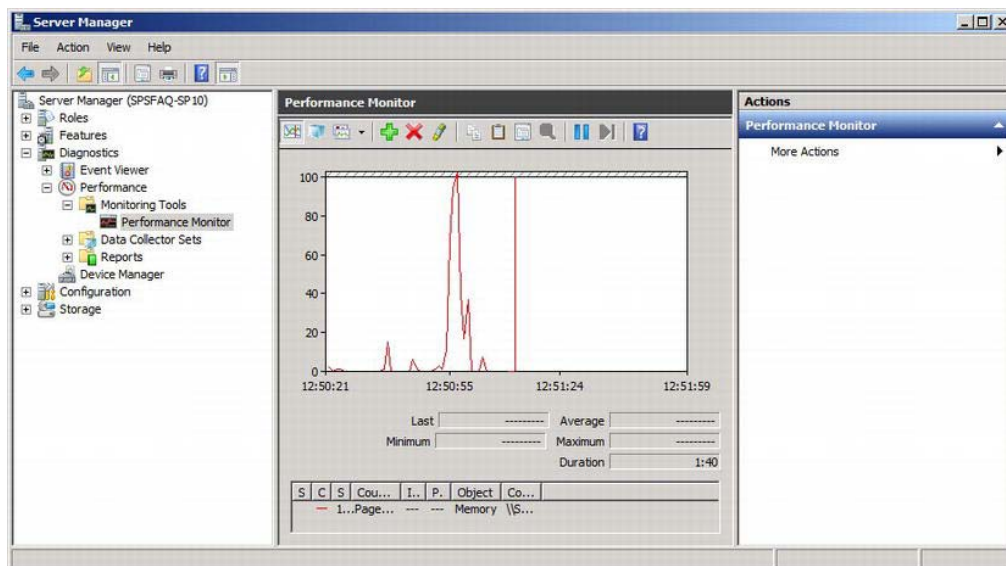 Server Manager
File Action View Help
Server Manager (SPSFAQ-SP10)
Roles
Features
Diagnostics
Event Viewer
Performance
Monitoring Tools
Performance Monitor
Data Collector Sets
Reports
Device Manager
Configuration
Storage
Performance Monitor
100
80
60
40
20
0
12:50:21 12:50:55 12:51:24 12:51:59
Last --------- Average ---------
Minimum --------- Maximum ---------
Duration 1:40
S C S Cou... I.. P. Object Co...
1...Page... --- --- Memory \\S...
Actions
Performance Monitor
More Actions